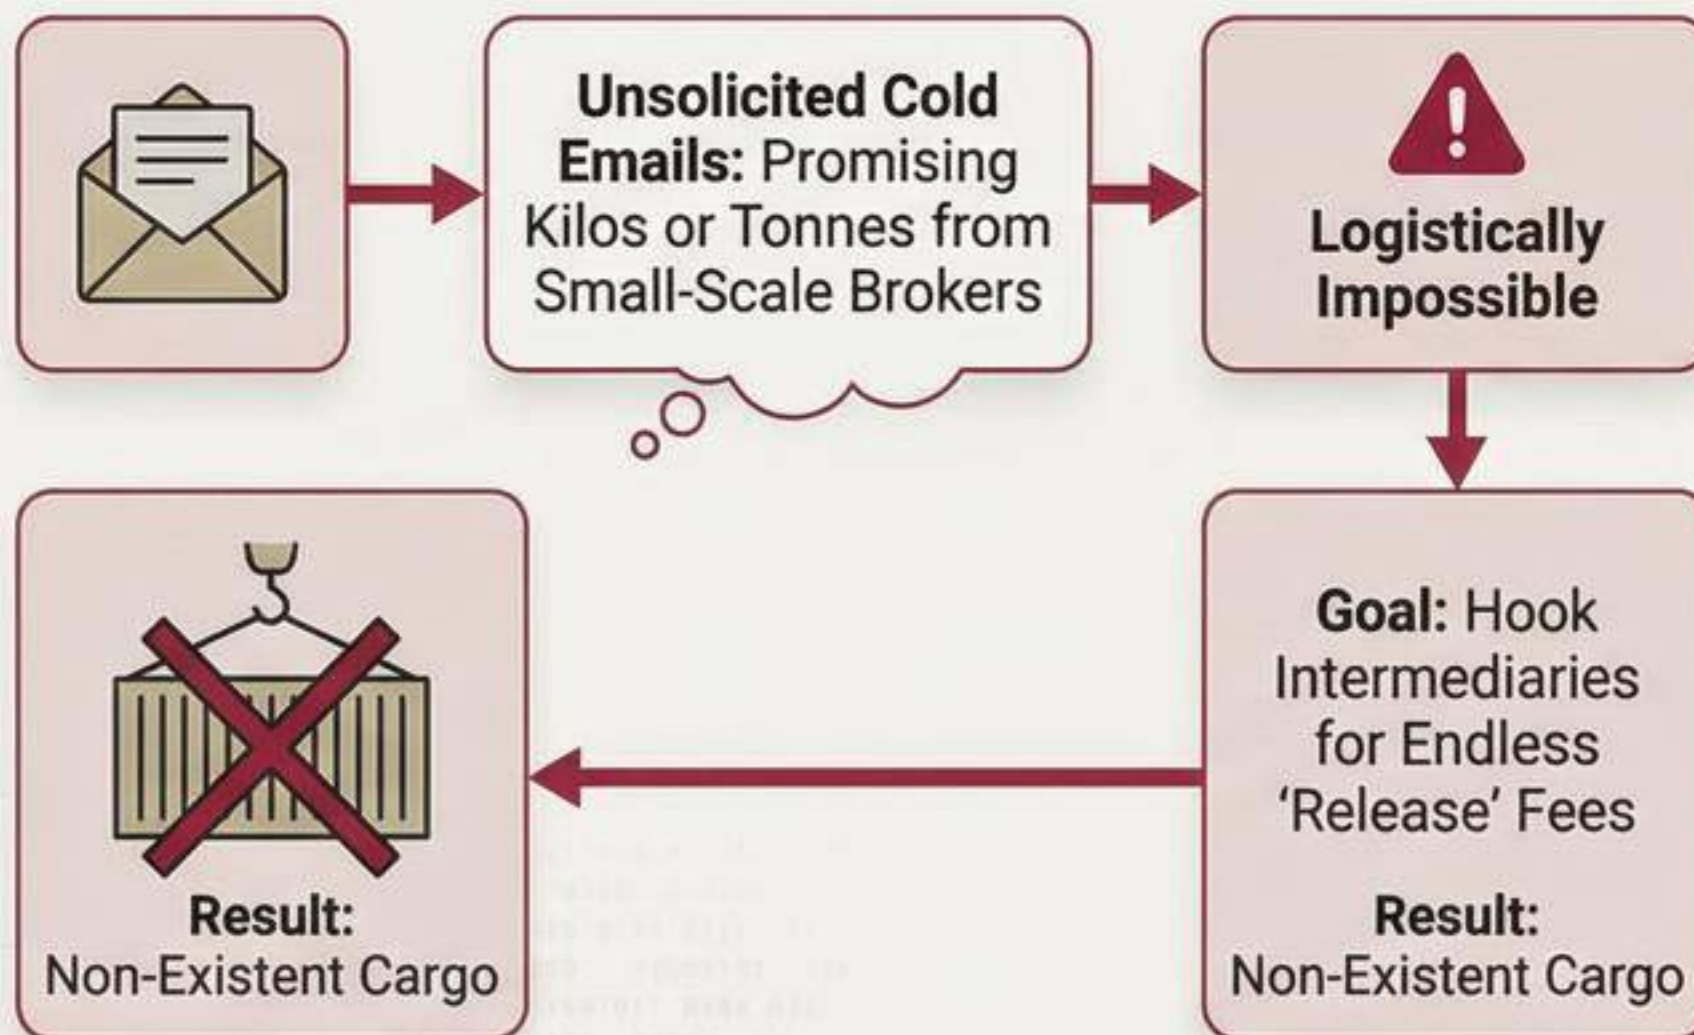 Unsolicited Cold
Emails: Promising
Kilos or Tonnes from
Small-Scale Brokers
Logistically
Impossible
Goal: Hook
Intermediaries
for Endless
‘Release’ Fees
Result:
Non-Existent Cargo
Result:
Non-Existent Cargo